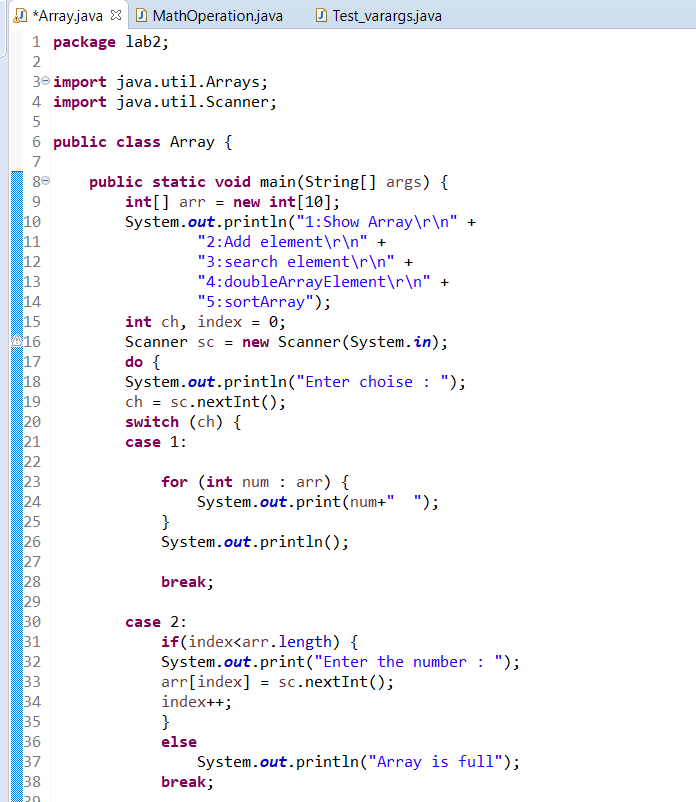 *Array.java MathOperation.java Test_varargs.java
1 package lab2;
2
3 import java.util.Arrays;
4 import java.util.Scanner;
5
6 public class Array {
7
8     public static void main(String[] args) {
9         int[] arr = new int[10];
10         System.out.println("1:Show Array\r\n" +
11                 "2:Add element\r\n" +
12                 "3:search element\r\n" +
13                 "4:doubleArrayElement\r\n" +
14                 "5:sortArray");
15         int ch, index = 0;
16         Scanner sc = new Scanner(System.in);
17         do {
18         System.out.println("Enter choise : ");
19         ch = sc.nextInt();
20         switch (ch) {
21         case 1:
22
23             for (int num : arr) {
24                 System.out.print(num+"  ");
25             }
26             System.out.println();
27
28             break;
29
30         case 2:
31             if(index<arr.length) {
32             System.out.print("Enter the number : ");
33             arr[index] = sc.nextInt();
34             index++;
35             }
36             else
37                 System.out.println("Array is full");
38             break;
39